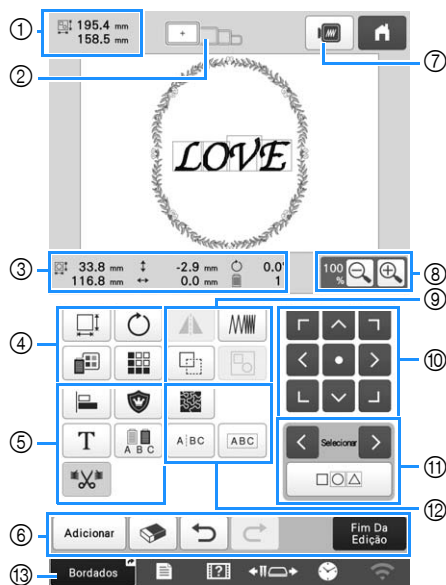 ① 195.4 mm
158.5 mm
②
⑦
LOVE
③ 33.8 mm -2.9 mm 0.0°
116.8 mm 0.0 mm 1
100
%
⑧
⑨
④
⑩
⑤ T A B C A BC ABC
Selecionar
⑪
⑫
⑥ Adicionar Fim Da
Edição
⑬ Bordados ?